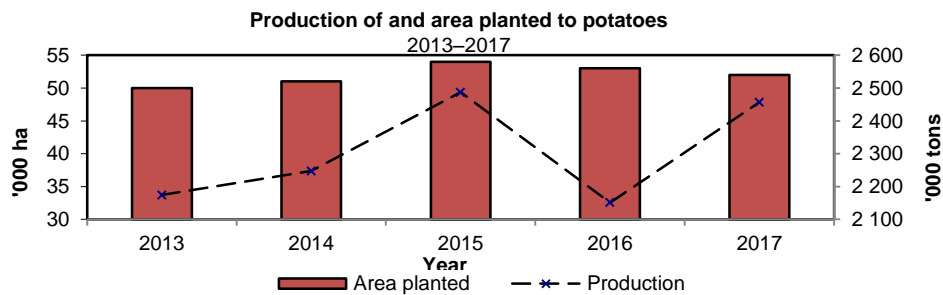 Production of and area planted to potatoes
2013–2017
'000 ha
55
50
45
40
35
30
2 600
2 500
2 400
2 300
2 200
2 100
'000 tons
2013 2014 2015 2016 2017
Year
Area planted Production